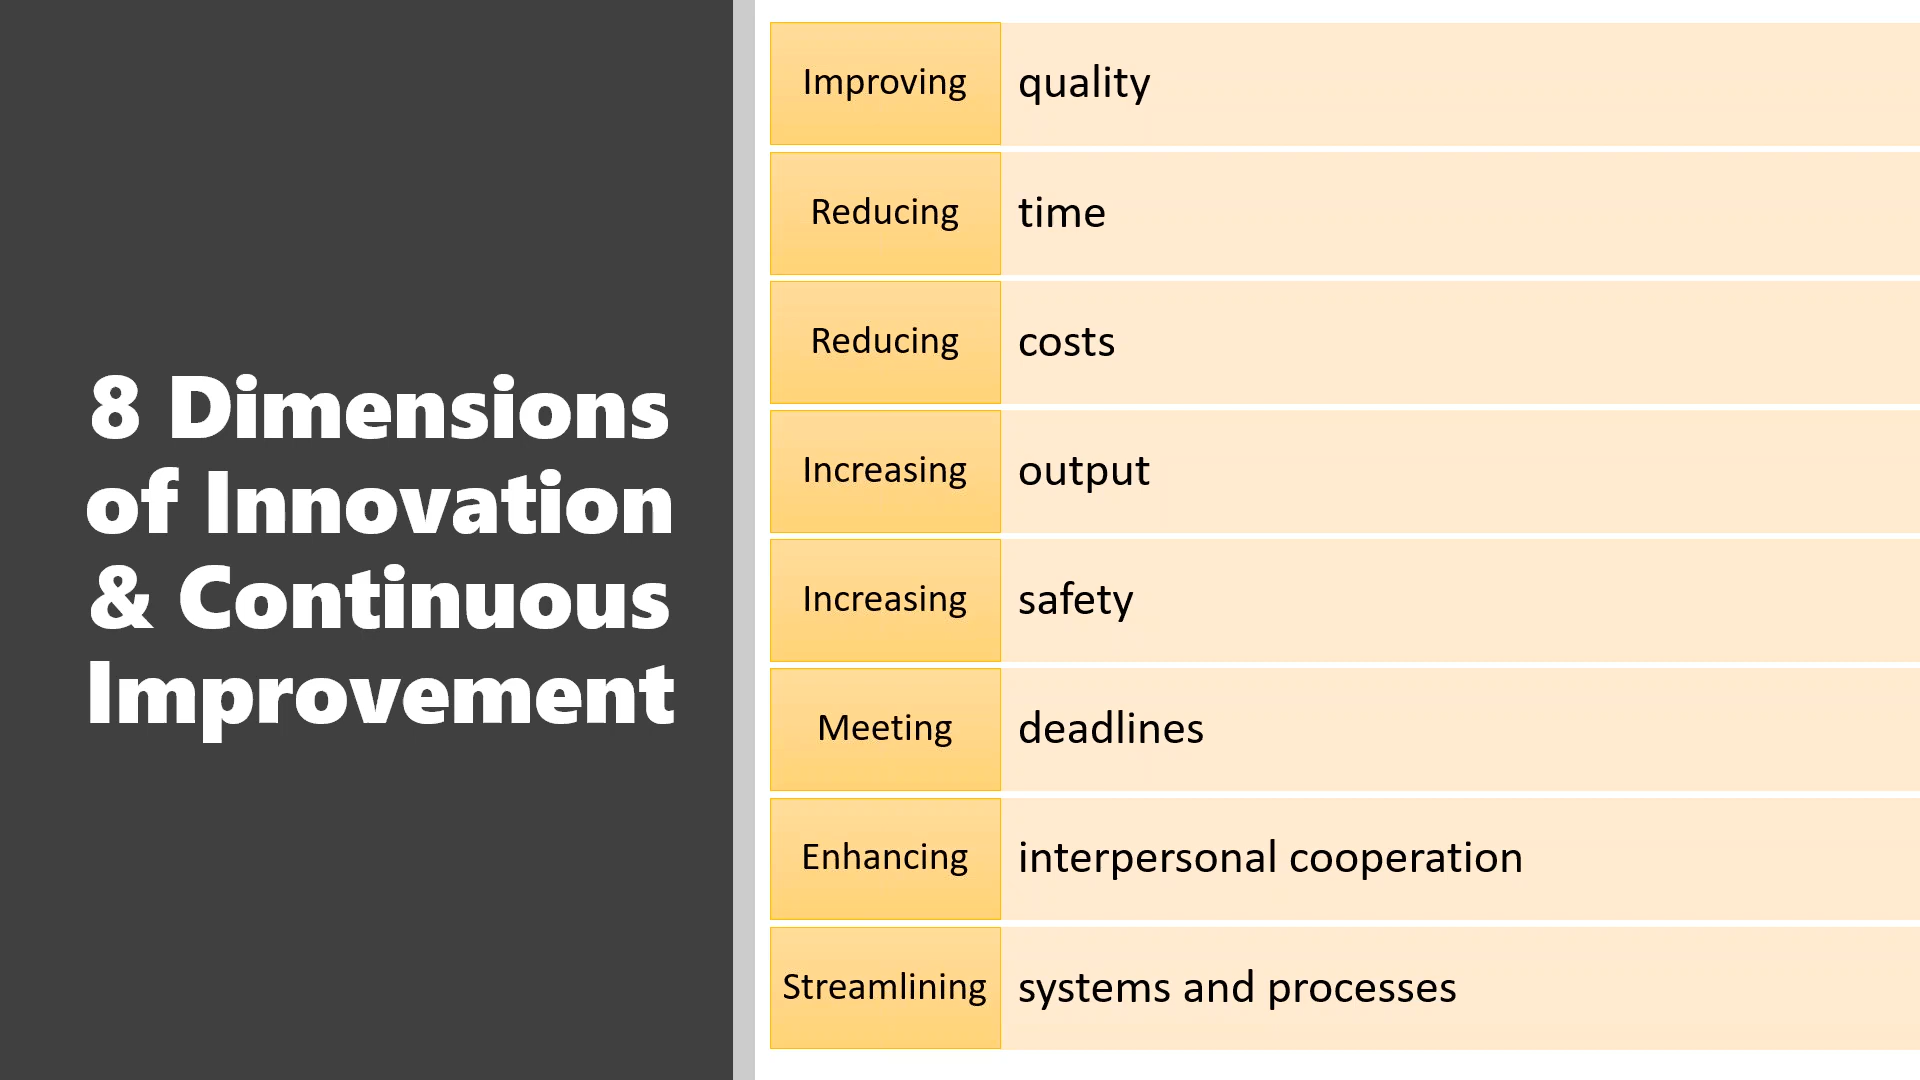 8 Dimensions
of Innovation
& Continuous
Improvement
Improving quality
Reducing time
Reducing costs
Increasing output
Increasing safety
Meeting deadlines
Enhancing interpersonal cooperation
Streamlining systems and processes